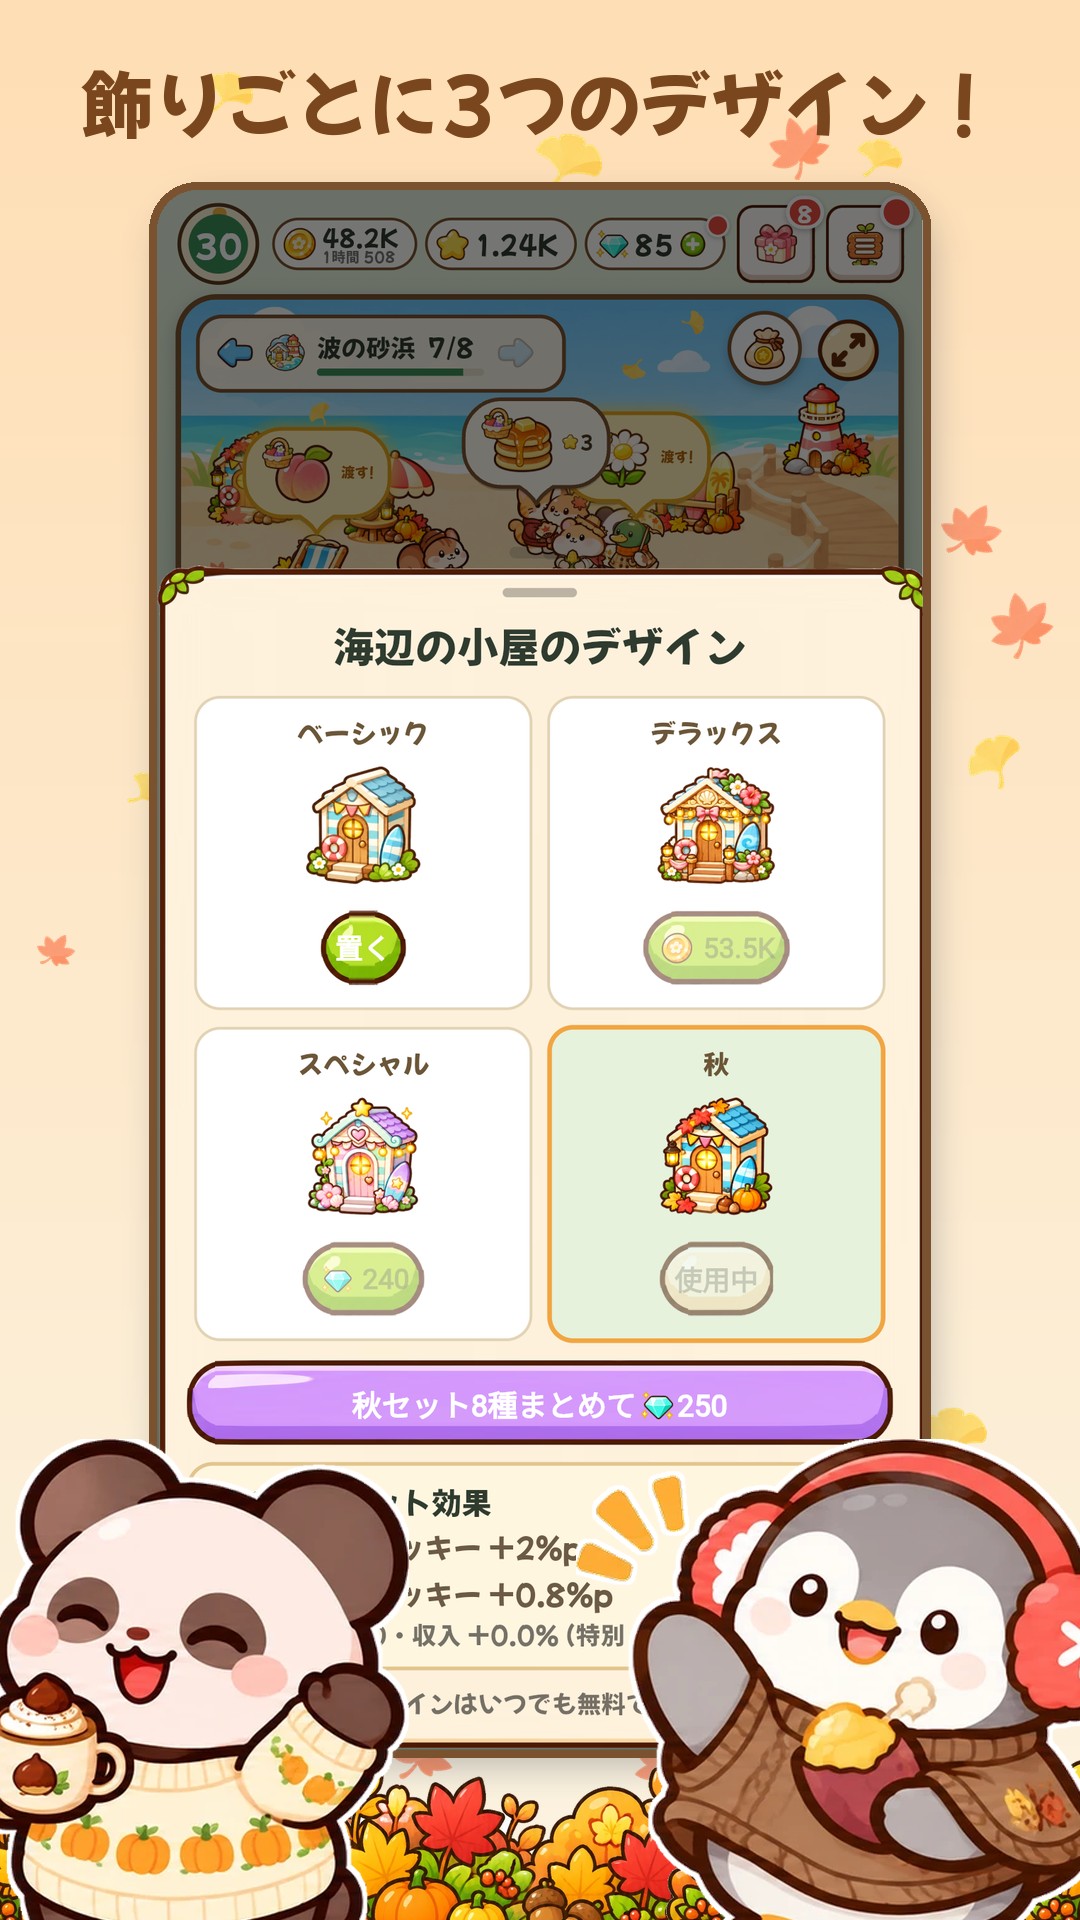 飾りごとに3つのデザイン！
30
48.2K
1時間 508
1.24K
85
8
波の砂浜 7/8
渡す!
3
渡す!
海辺の小屋のデザイン
ベーシック
デラックス
置く
53.5K
スペシャル
秋
240
使用中
秋セット8種まとめて 250
ット効果
ッキー +2%p
ッキー +0.8%p
・収入 +0.0% (特別
インはいつでも無料で